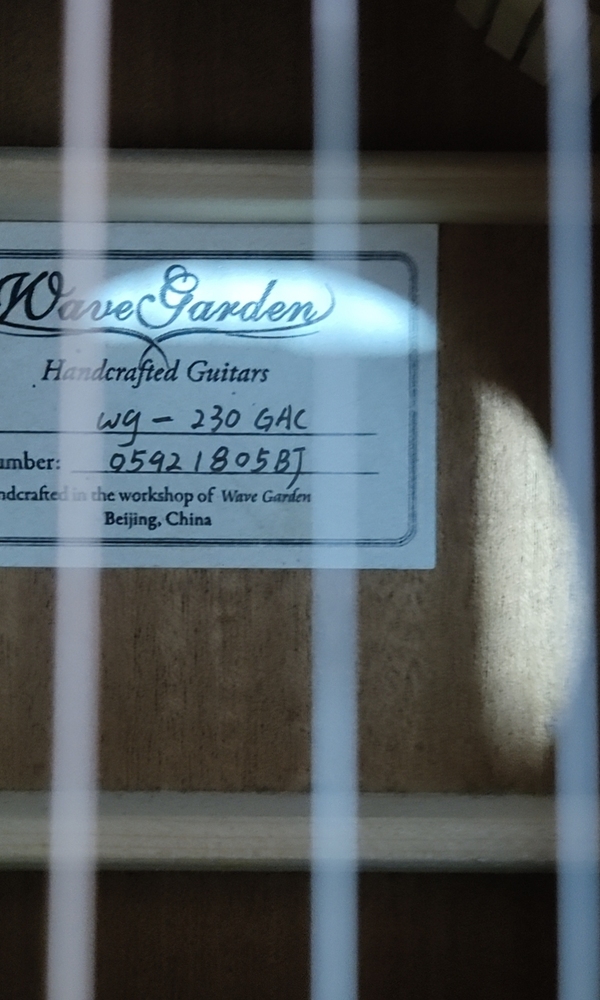 Wave Garden
Handcrafted Guitars
wg - 230 GAC
umber: 05921805BJ
ndcrafted in the workshop of Wave Garden
Beijing, China